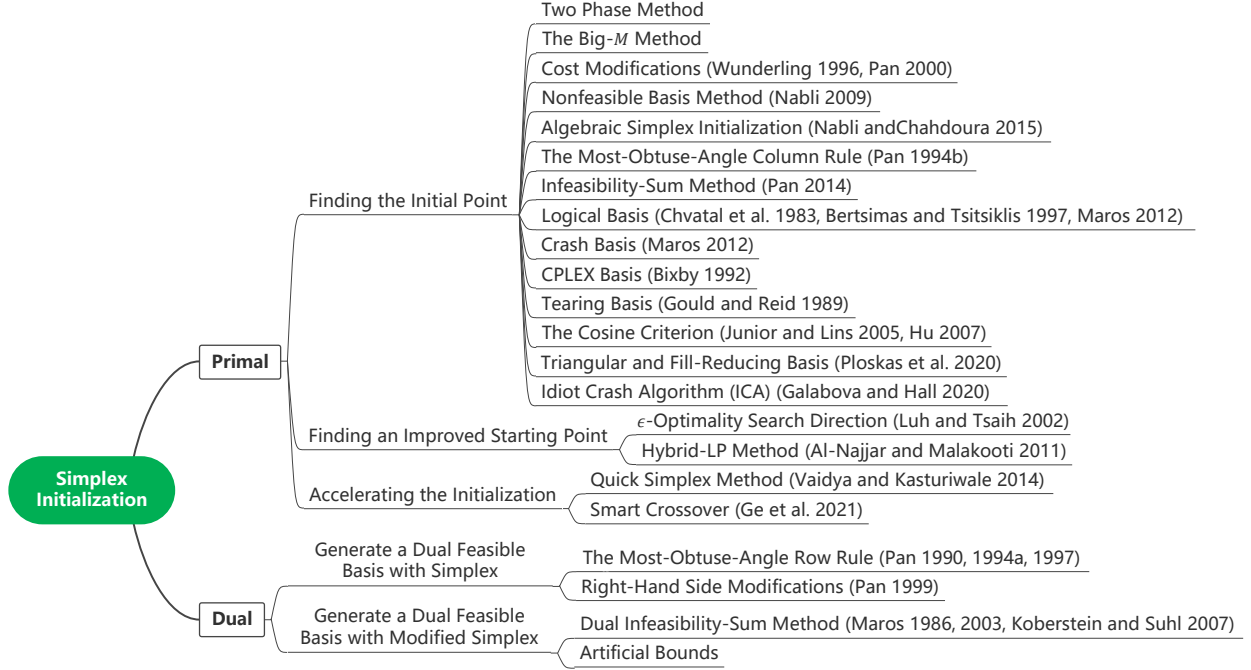 Two Phase Method
The Big-M Method
Cost Modifications (Wunderling 1996, Pan 2000)
Nonfeasible Basis Method (Nabli 2009)
Algebraic Simplex Initialization (Nabli andChahdoura 2015)
The Most-Obtuse-Angle Column Rule (Pan 1994b)
Infeasibility-Sum Method (Pan 2014)
Finding the Initial Point
Logical Basis (Chvatal et al. 1983, Bertsimas and Tsitsiklis 1997, Maros 2012)
Crash Basis (Maros 2012)
CPLEX Basis (Bixby 1992)
Tearing Basis (Gould and Reid 1989)
The Cosine Criterion (Junior and Lins 2005, Hu 2007)
Primal
Triangular and Fill-Reducing Basis (Ploskas et al. 2020)
Idiot Crash Algorithm (ICA) (Galabova and Hall 2020)
Finding an Improved Starting Point
ϵ-Optimality Search Direction (Luh and Tsaih 2002)
Hybrid-LP Method (Al-Najjar and Malakooti 2011)
Simplex
Initialization
Accelerating the Initialization
Quick Simplex Method (Vaidya and Kasturiwale 2014)
Smart Crossover (Ge et al. 2021)
Generate a Dual Feasible
Basis with Simplex
The Most-Obtuse-Angle Row Rule (Pan 1990, 1994a, 1997)
Right-Hand Side Modifications (Pan 1999)
Dual
Generate a Dual Feasible
Basis with Modified Simplex
Dual Infeasibility-Sum Method (Maros 1986, 2003, Koberstein and Suhl 2007)
Artificial Bounds